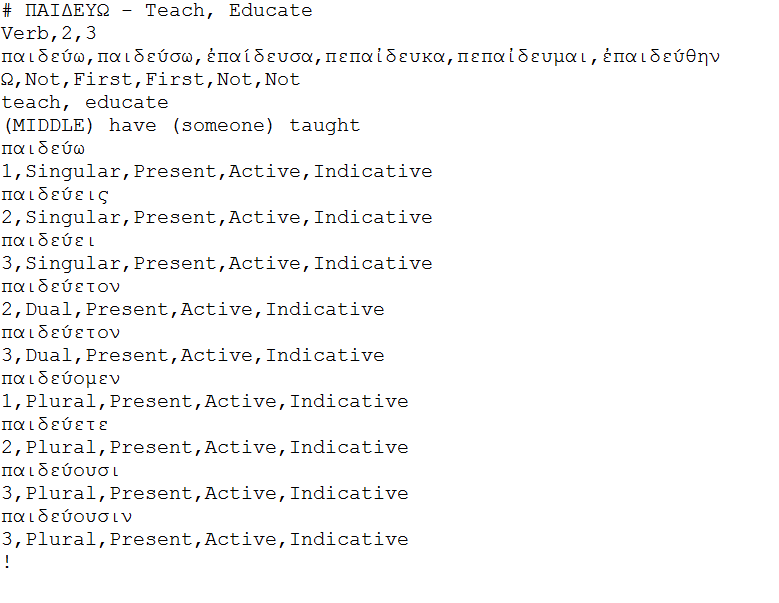 # ΠΑΙΔΕΥΩ - Teach, Educate
Verb,2,3
παιδεύω,παιδεύσω,ἐπαίδευσα,πεπαἰδευκα,πεπαἰδευμαι,ἐπαιδεύθην
Ω,Not,First,First,Not,Not
teach, educate
(MIDDLE) have (someone) taught
παιδεύω
1,Singular,Present,Active,Indicative
παιδεύεις
2,Singular,Present,Active,Indicative
παιδεύει
3,Singular,Present,Active,Indicative
παιδεύετον
2,Dual,Present,Active,Indicative
παιδεύετον
3,Dual,Present,Active,Indicative
παιδεύομεν
1,Plural,Present,Active,Indicative
παιδεύετε
2,Plural,Present,Active,Indicative
παιδεύουσι
3,Plural,Present,Active,Indicative
παιδεύουσιν
3,Plural,Present,Active,Indicative
!